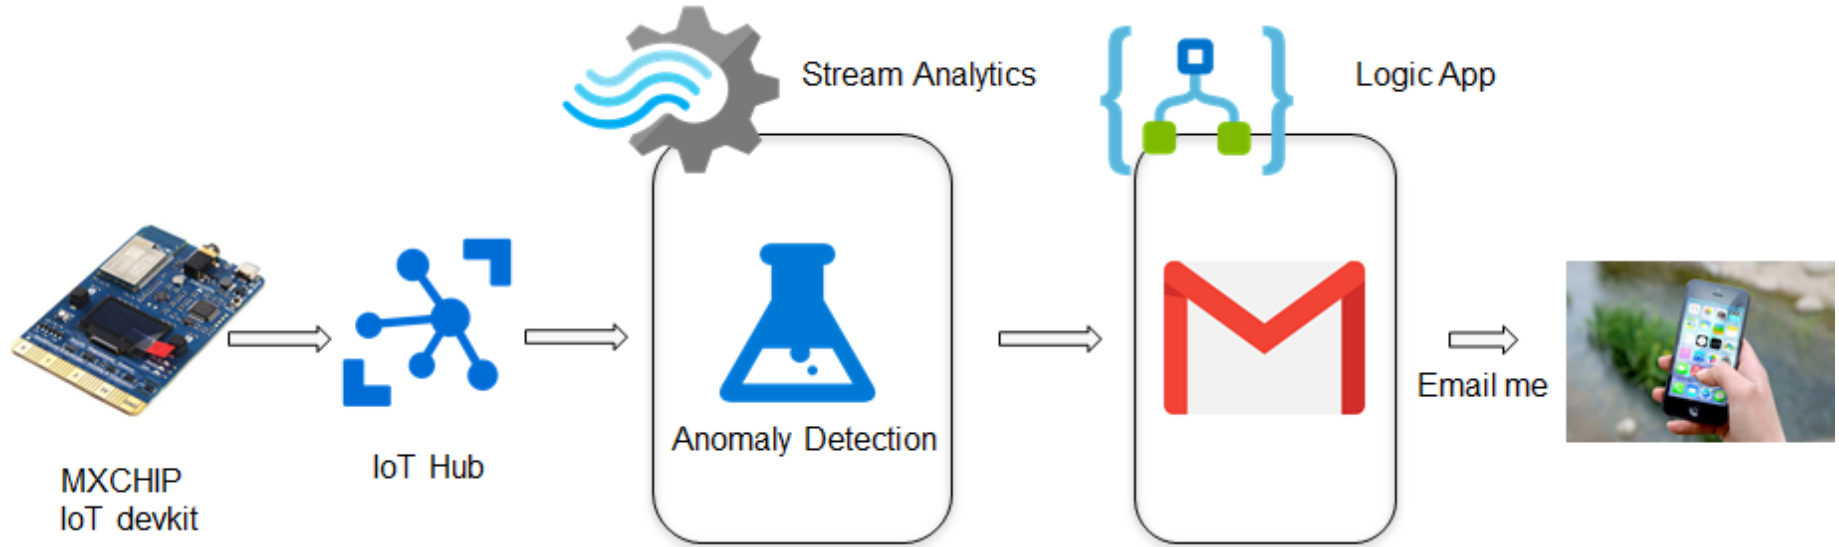 Stream Analytics
Logic App
Anomaly Detection
Email me
IoT Hub
MXCHIP
IoT devkit